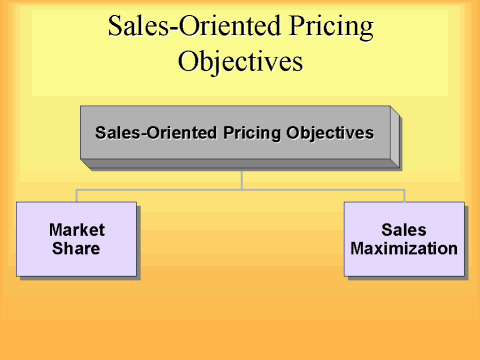 Sales-Oriented Pricing
Objectives
Sales-Oriented Pricing Objectives
Market
Share
Sales
Maximization